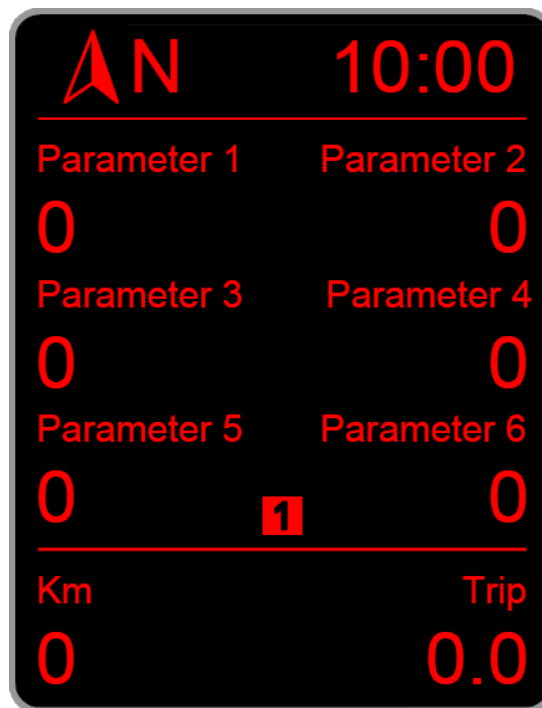 N 10:00
Parameter 1 Parameter 2
0 0
Parameter 3 Parameter 4
0 0
Parameter 5 Parameter 6
0 1 0
Km Trip
0 0.0